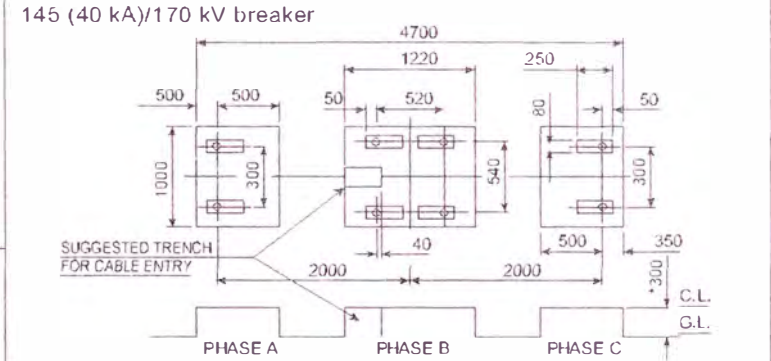 145 (40 kA)/170 kV breaker
4700
1220
250
500
500
50
520
80
50
1000
300
540
300
SUGGESTED TRENCH
FOR CABLE ENTRY
40
500
350
2000
2000
*300
C.L.
G.L.
PHASE A
PHASE B
PHASE C